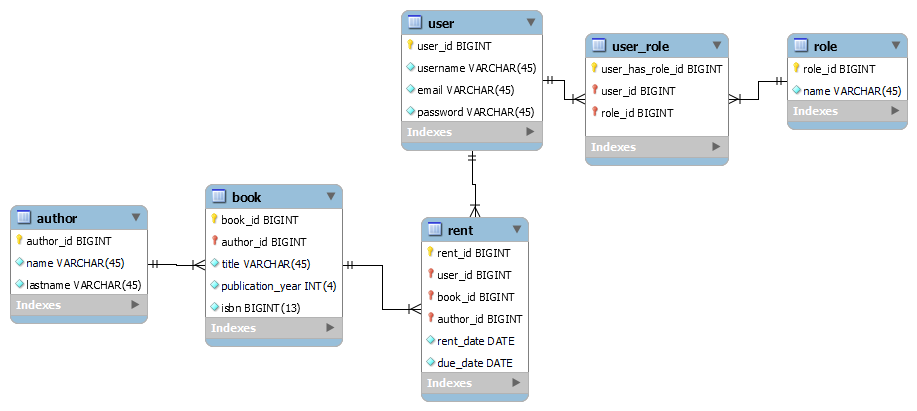 user
user_id BIGINT
username VARCHAR(45)
email VARCHAR(45)
password VARCHAR(45)
Indexes
user_role
user_has_role_id BIGINT
user_id BIGINT
role_id BIGINT
Indexes
role
role_id BIGINT
name VARCHAR(45)
Indexes
author
author_id BIGINT
name VARCHAR(45)
lastname VARCHAR(45)
Indexes
book
book_id BIGINT
author_id BIGINT
title VARCHAR(45)
publication_year INT(4)
isbn BIGINT(13)
Indexes
rent
rent_id BIGINT
user_id BIGINT
book_id BIGINT
author_id BIGINT
rent_date DATE
due_date DATE
Indexes